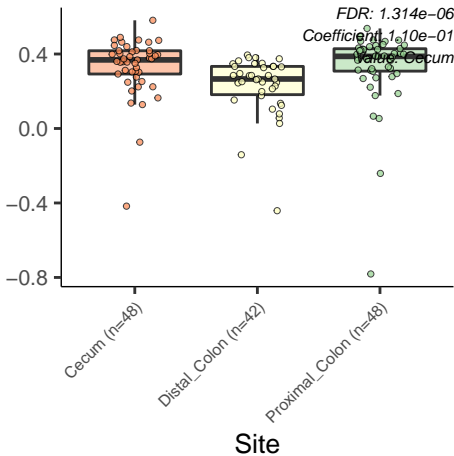 FDR: 1.314e−06
Coefficient: 1.10e−01
Value: Cecum
0.4
0.0
−0.4
−0.8
Cecum (n=48)
Distal_Colon (n=42)
Proximal_Colon (n=48)
Site